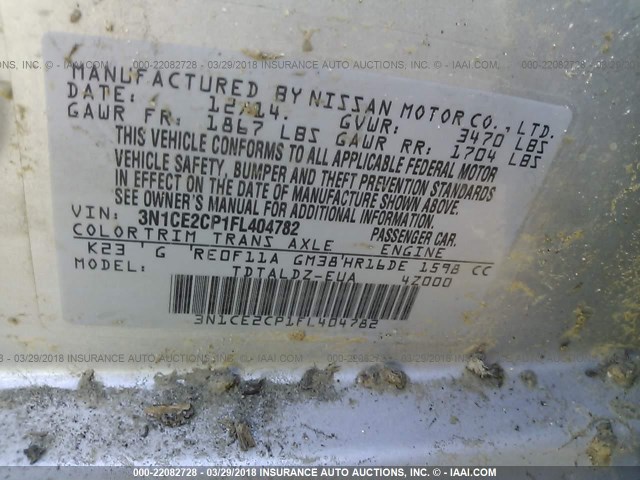 000-22082728 - 03/29/2018 INSURANCE AUTO AUCTIONS, INC. © - IAAI.COM
MANUFACTURED BY NISSAN MOTOR CO., LTD.
DATE: 12/14. GVWR: 3470 LBS
GAWR FR: 1867 LBS GAWR RR: 1704 LBS
THIS VEHICLE CONFORMS TO ALL APPLICABLE FEDERAL MOTOR
VEHICLE SAFETY, BUMPER AND THEFT PREVENTION STANDARDS
IN EFFECT ON THE DATE OF MANUFACTURE SHOWN ABOVE.
SEE OWNER'S MANUAL FOR ADDITIONAL INFORMATION.
VIN: 3N1CE2CP1FL404782 PASSENGER CAR.
COLOR TRIM TRANS AXLE ENGINE
K23 'G 'RE0F11A GM38'HR16DE 1598 CC
MODEL: TDTALDZ-EUA 4Z000
3N1CE2CP1FL404782
000-22082728 - 03/29/2018 INSURANCE AUTO AUCTIONS, INC. © - IAAI.COM